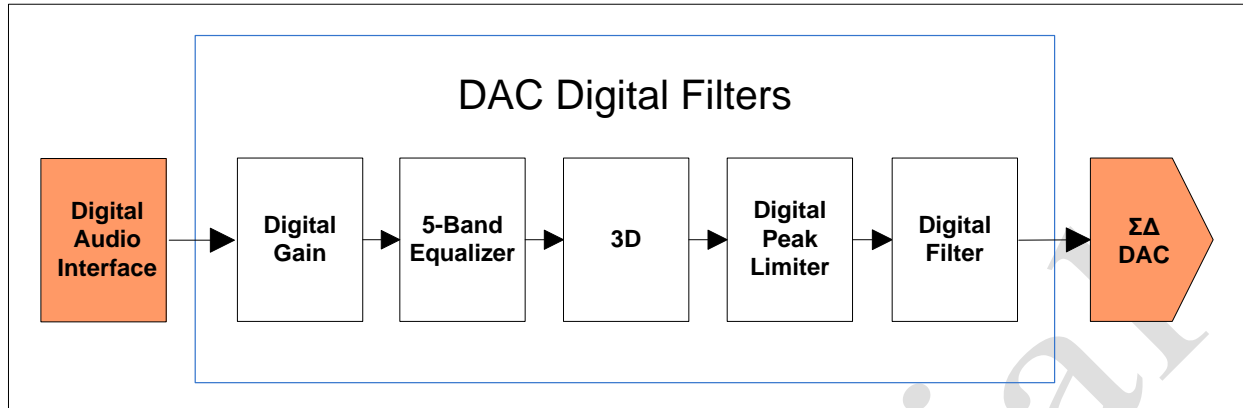 DAC Digital Filters
Digital
Audio
Interface
Digital
Gain
5-Band
Equalizer
3D
Digital
Peak
Limiter
Digital
Filter
ΣΔ
DAC